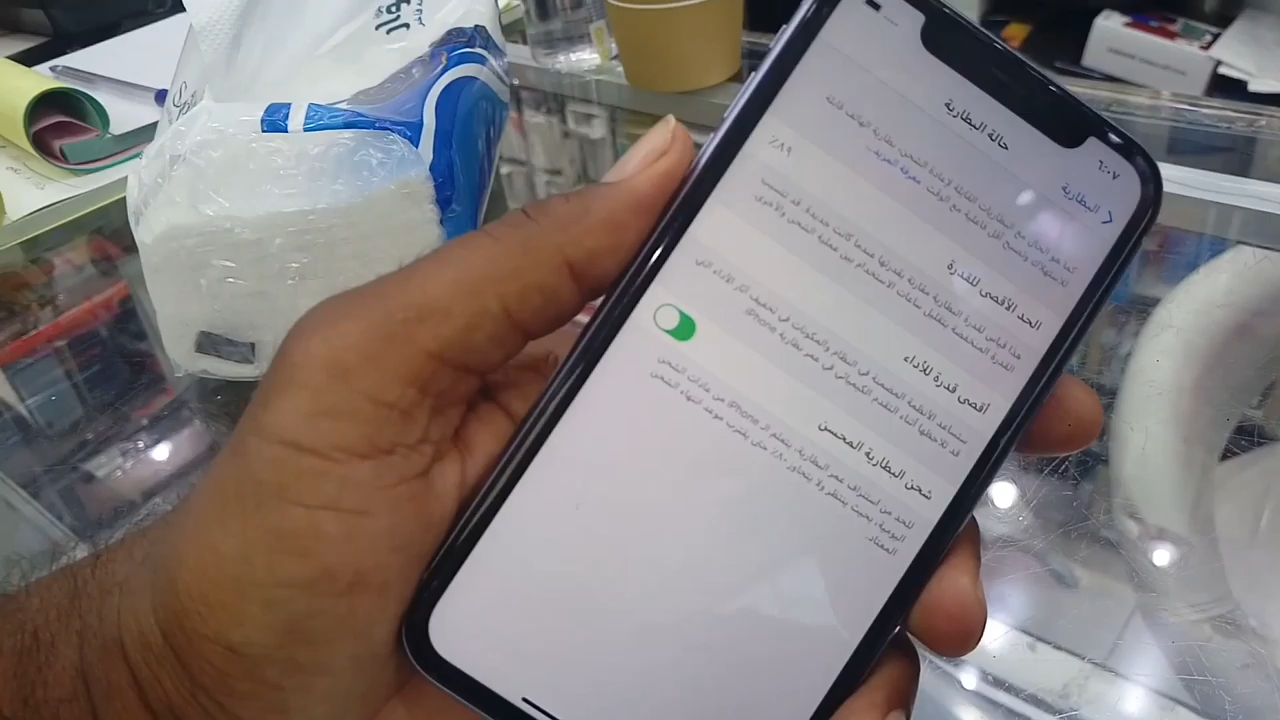 ٦:٠٧
البطارية
حالة البطارية
كما هو الحال مع البطاريات القابلة لإعادة الشحن، بطارية الهاتف قابلة
للاستهلاك وتصبح أقل فاعلية مع الوقت. معرفة المزيد...
الحد الأقصى للقدرة
٨٩٪
هذا قياس لقدرة البطارية مقارنة بقدرتها عندما كانت جديدة. قد تتسبب
القدرة المنخفضة بتقليل ساعات الاستخدام بين عملية الشحن والأخرى.
أقصى قدرة للأداء
ستساعد الأنظمة المضمنة في النظام والمكونات في تخفيف آثار الأداء التي
قد تلاحظها أثناء التقدم الكيميائي في عمر بطارية iPhone.
شحن البطارية المحسن
للحد من استنزاف عمر البطارية، يتعلم الـ iPhone من عادات الشحن
اليومية، بحيث ينتظر ولا يتجاوز ٨٠٪ حتى يقترب موعد انتهاء الشحن
المعتاد.